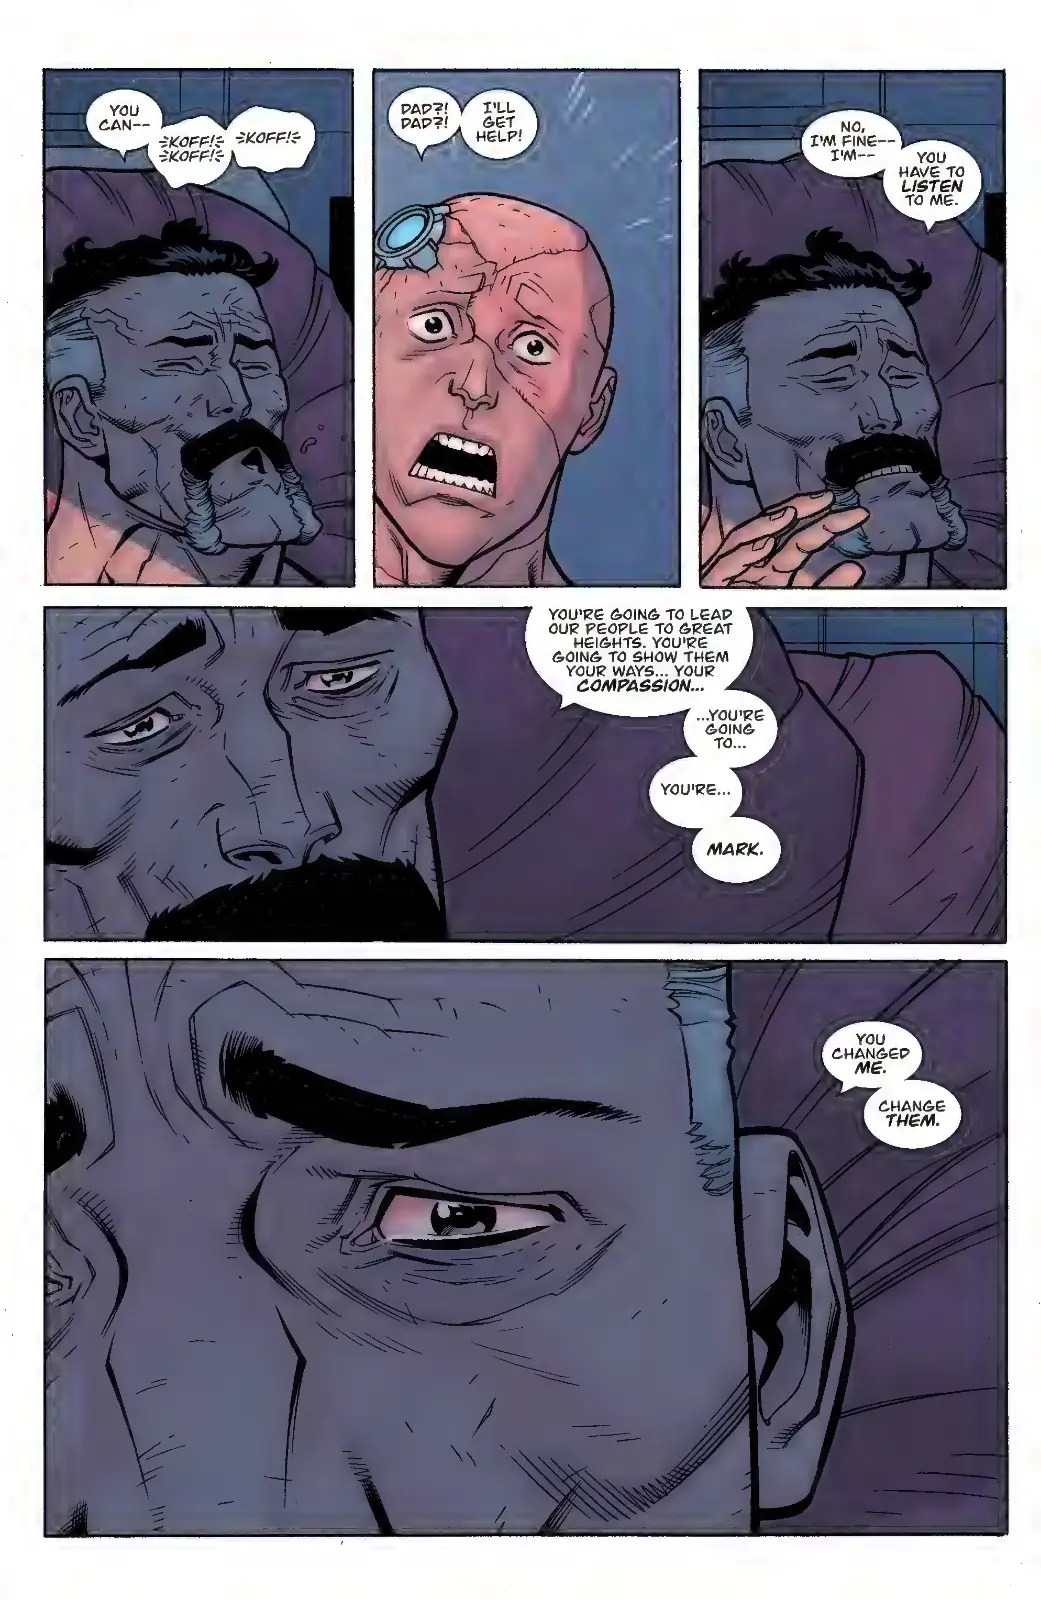 YOU
CAN--
KOFF!
KOFF!
KOFF!
DAD?!
DAD?!
I'LL
GET
HELP!
NO,
I'M FINE--
I'M--
YOU
HAVE TO
LISTEN
TO ME.
YOU'RE GOING TO LEAD
OUR PEOPLE TO GREAT
HEIGHTS. YOU'RE
GOING TO SHOW THEM
YOUR WAYS... YOUR
COMPASSION...
...YOU'RE
GOING
TO...
YOU'RE...
MARK.
YOU
CHANGED
ME.
CHANGE
THEM.